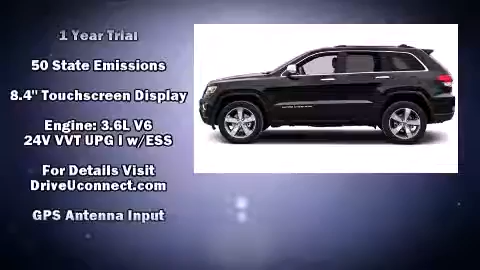 1 Year Trial
50 State Emissions
8.4" Touchscreen Display
Engine: 3.6L V6
24V VVT UPG I w/ESS
For Details Visit
DriveUconnect.com
GPS Antenna Input